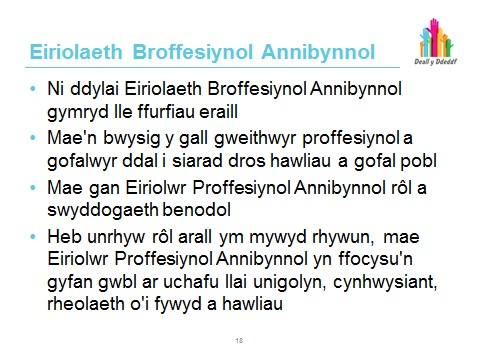 Eiriolaeth Broffesiynol Annibynnol
Deall y Ddeddf
• Ni ddylai Eiriolaeth Broffesiynol Annibynnol
gymryd lle ffurfiau eraill
• Mae'n bwysig y gall gweithwyr proffesiynol a
gofalwyr ddal i siarad dros hawliau a gofal pobl
• Mae gan Eiriolwr Proffesiynol Annibynnol rôl a
swyddogaeth benodol
• Heb unrhyw rôl arall ym mywyd rhywun, mae
Eiriolwr Proffesiynol Annibynnol yn ffocysu'n
gyfan gwbl ar uchafu llai unigolyn, cynhwysiant,
rheolaeth o'i fywyd a hawliau
18